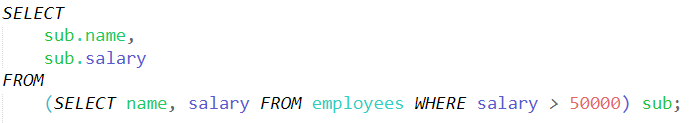 SELECT
    sub.name,
    sub.salary
FROM
    (SELECT name, salary FROM employees WHERE salary > 50000) sub;